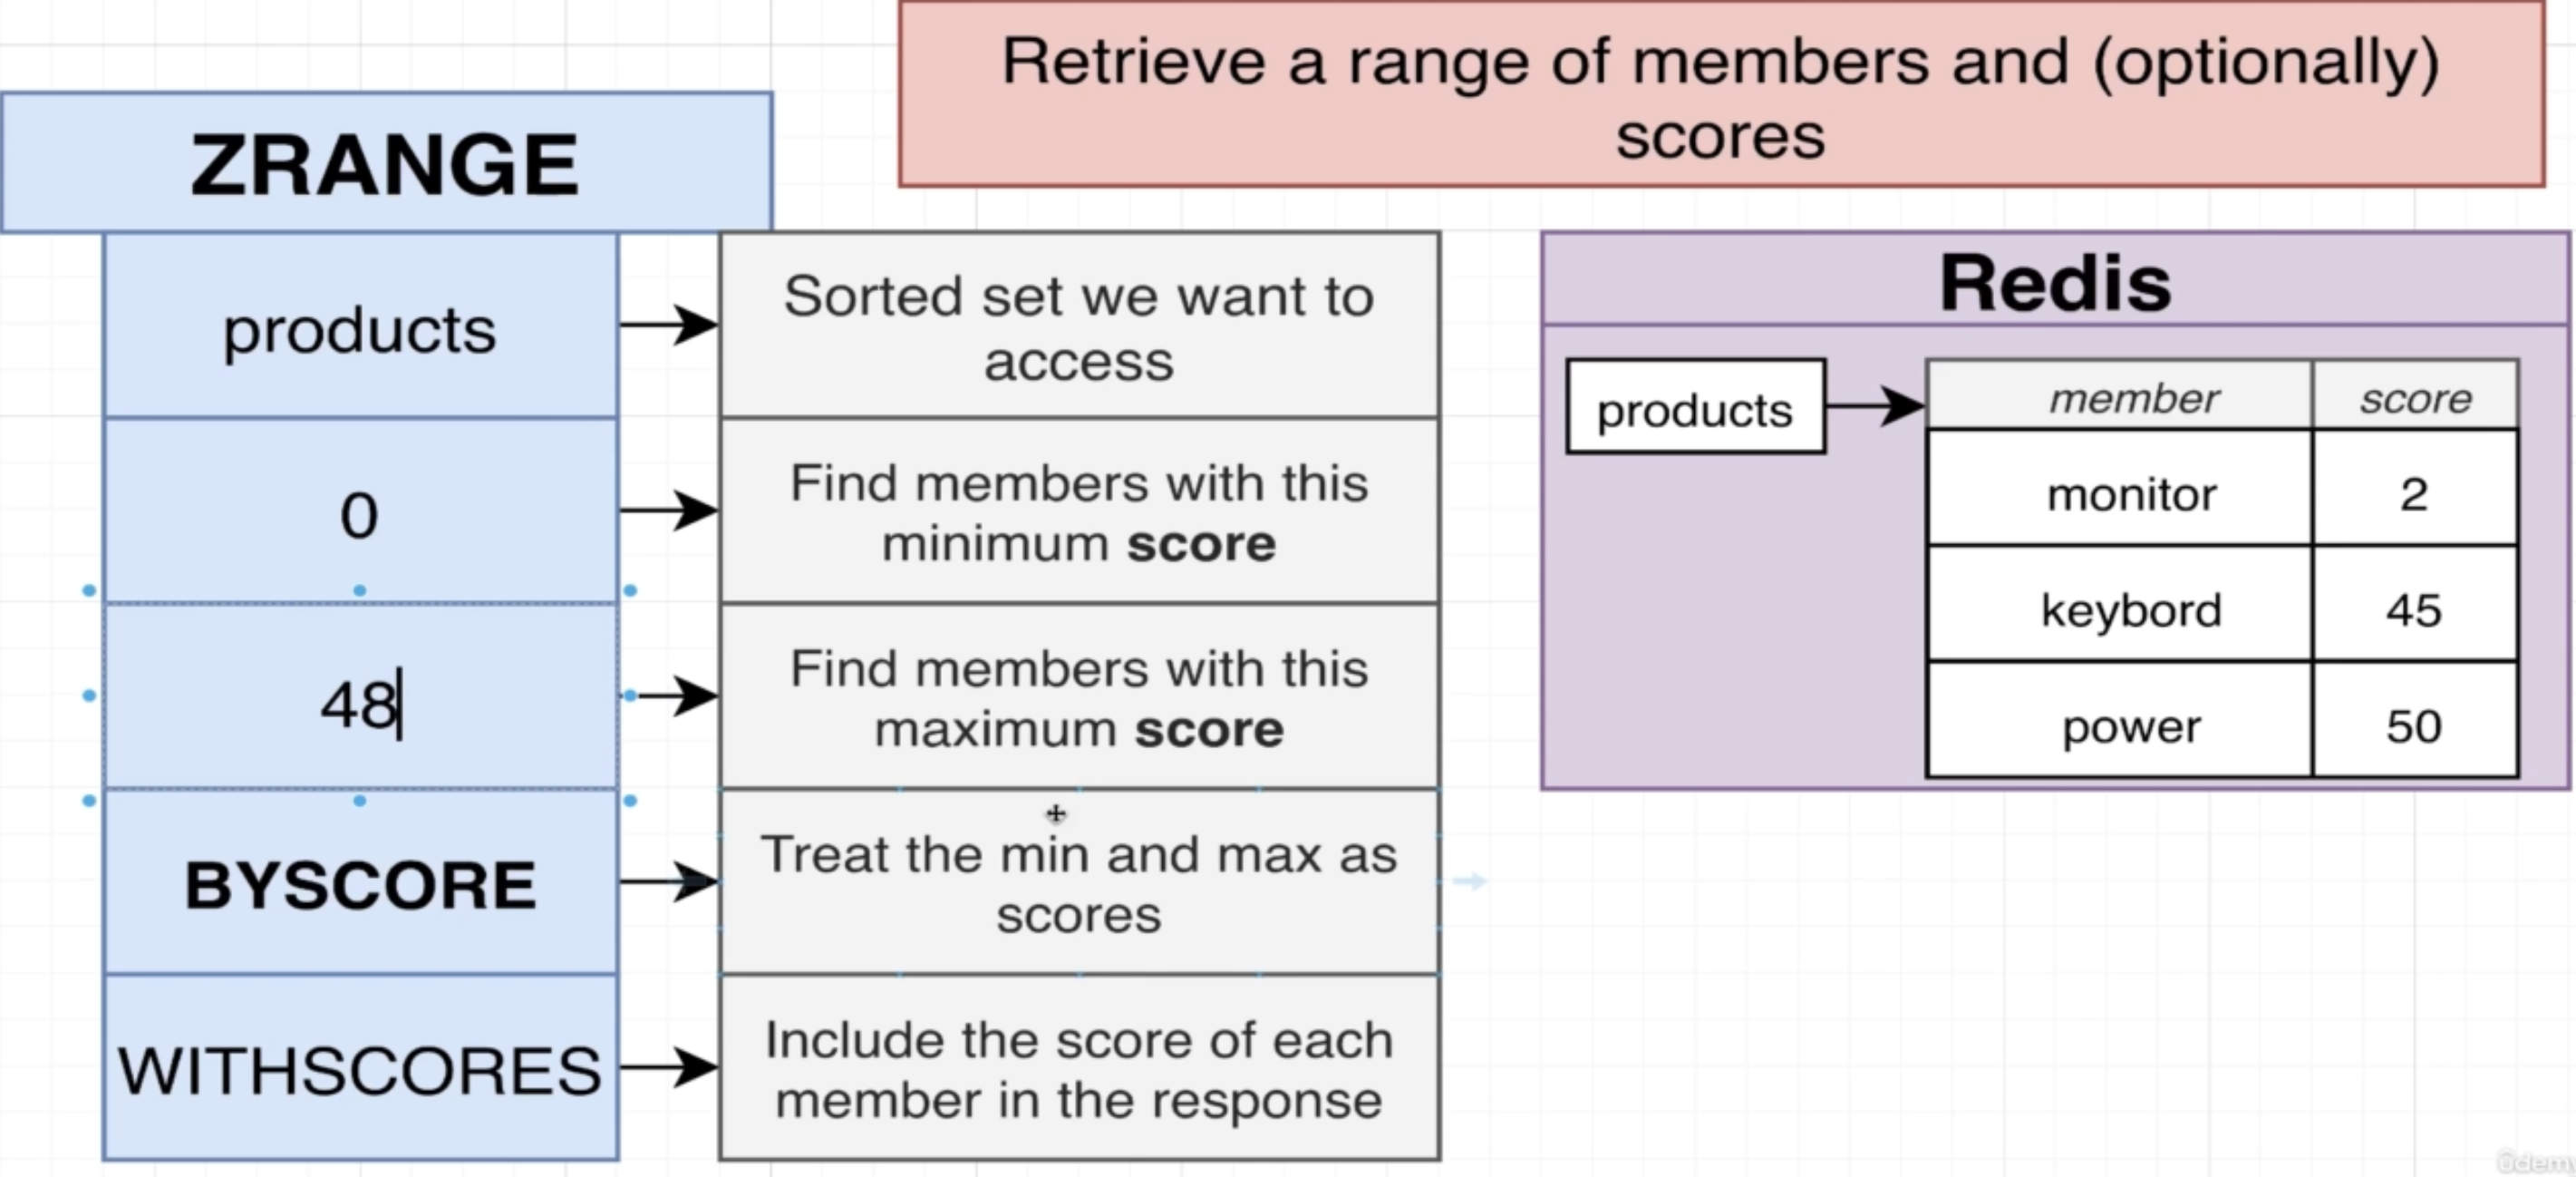 Retrieve a range of members and (optionally)
scores
ZRANGE
products
Sorted set we want to
access
0
Find members with this
minimum score
48
Find members with this
maximum score
BYSCORE
Treat the min and max as
scores
WITHSCORES
Include the score of each
member in the response
Redis
products
member score
monitor 2
keybord 45
power 50
ûdemy